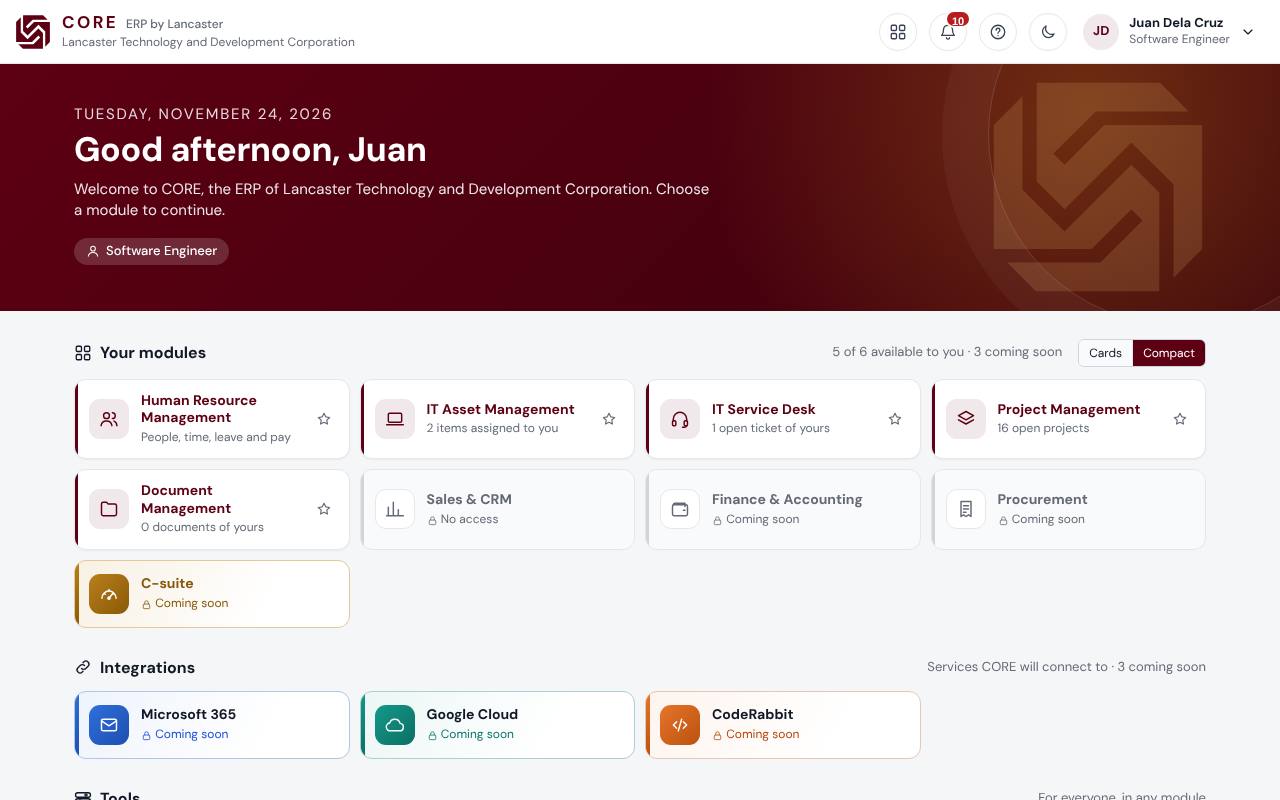 CORE ERP by Lancaster
Lancaster Technology and Development Corporation
10
JD
Juan Dela Cruz
Software Engineer
TUESDAY, NOVEMBER 24, 2026
Good afternoon, Juan
Welcome to CORE, the ERP of Lancaster Technology and Development Corporation. Choose
a module to continue.
Software Engineer
Your modules
5 of 6 available to you · 3 coming soon
Cards
Compact
Human Resource
Management
People, time, leave and pay
IT Asset Management
2 items assigned to you
IT Service Desk
1 open ticket of yours
Project Management
16 open projects
Document
Management
0 documents of yours
Sales & CRM
No access
Finance & Accounting
Coming soon
Procurement
Coming soon
C-suite
Coming soon
Integrations
Services CORE will connect to · 3 coming soon
Microsoft 365
Coming soon
Google Cloud
Coming soon
CodeRabbit
Coming soon
Tools
For everyone, in any module